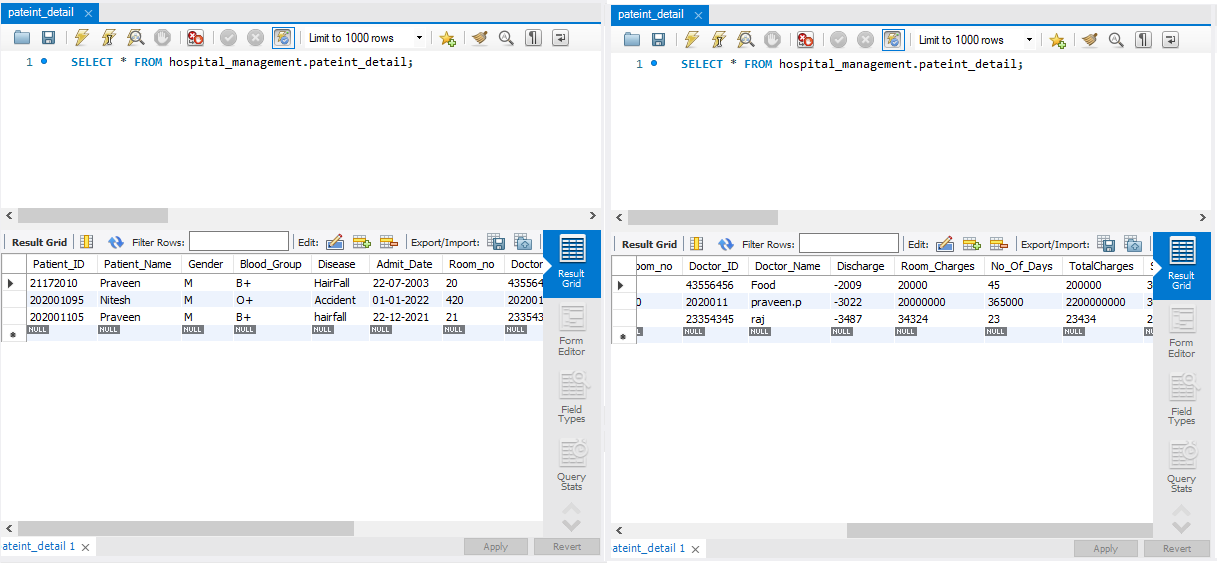 pateint_detail
Limit to 1000 rows
1 SELECT * FROM hospital_management.pateint_detail;
Result Grid Filter Rows: Edit: Export/Import:
Patient_ID Patient_Name Gender Blood_Group Disease Admit_Date Room_no Doctor
21172010 Praveen M B+ HairFall 22-07-2003 20 435564
202001095 Nitesh M O+ Accident 01-01-2022 420 202001
202001105 Praveen M B+ hairfall 22-12-2021 21 233543
NULL NULL NULL NULL NULL NULL NULL NULL
Result Grid
Form Editor
Field Types
Query Stats
ateint_detail 1
Apply Revert
pateint_detail
Limit to 1000 rows
1 SELECT * FROM hospital_management.pateint_detail;
Result Grid Filter Rows: Edit: Export/Import:
oom_no Doctor_ID Doctor_Name Discharge Room_Charges No_Of_Days TotalCharges
43556456 Food -2009 20000 45 200000 3
0 2020011 praveen.p -3022 20000000 365000 2200000000 3
23354345 raj -3487 34324 23 23434 2
NULL NULL NULL NULL NULL NULL
Result Grid
Form Editor
Field Types
Query Stats
ateint_detail 1
Apply Revert